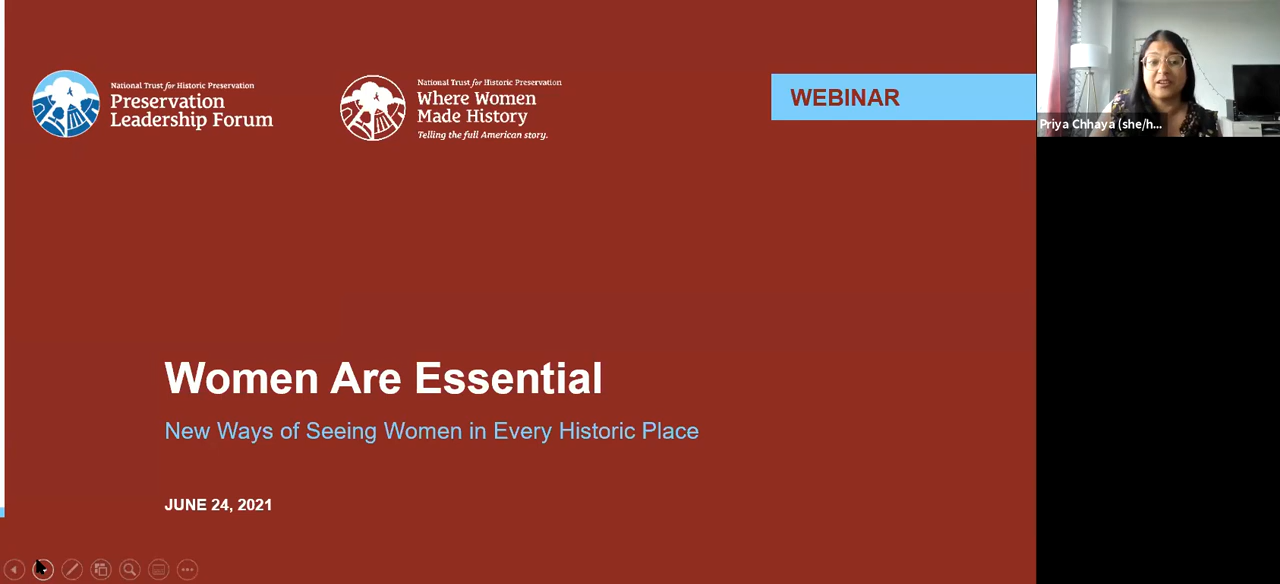 National Trust for Historic Preservation
Preservation
Leadership Forum
National Trust for Historic Preservation
Where Women
Made History
Telling the full American story.
WEBINAR
Priya Chhaya (she/h...
Women Are Essential
New Ways of Seeing Women in Every Historic Place
JUNE 24, 2021